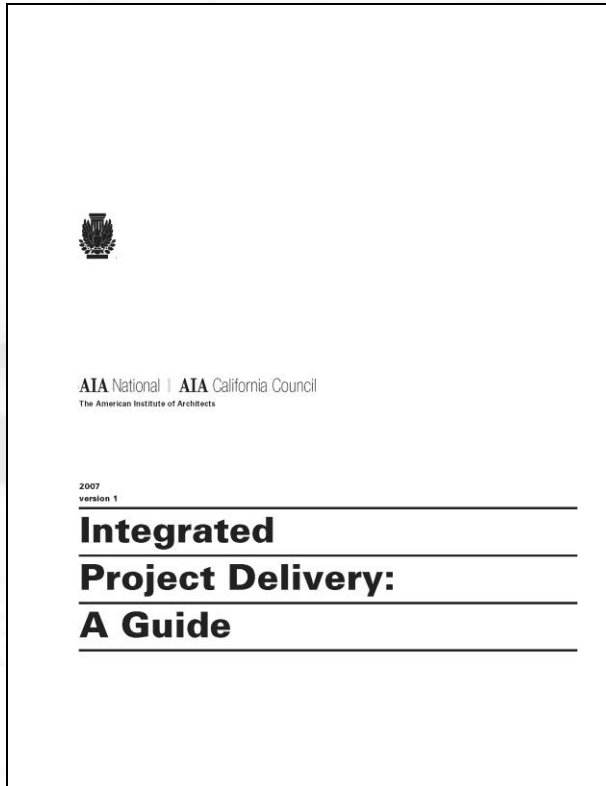 AIA National | AIA California Council
The American Institute of Architects
2007
version 1
Integrated
Project Delivery:
A Guide